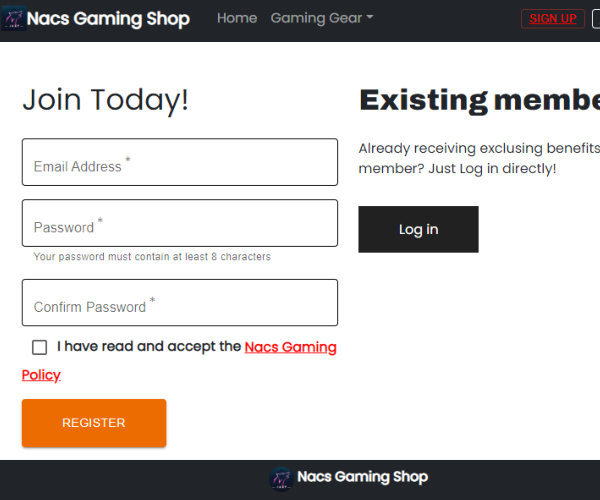 Nacs Gaming Shop Home Gaming Gear SIGN UP
Join Today!
Email Address *
Password *
Your password must contain at least 8 characters
Confirm Password *
I have read and accept the Nacs Gaming
Policy
REGISTER
Existing membe
Already receiving exclusing benefits
member? Just Log in directly!
Log in
Nacs Gaming Shop